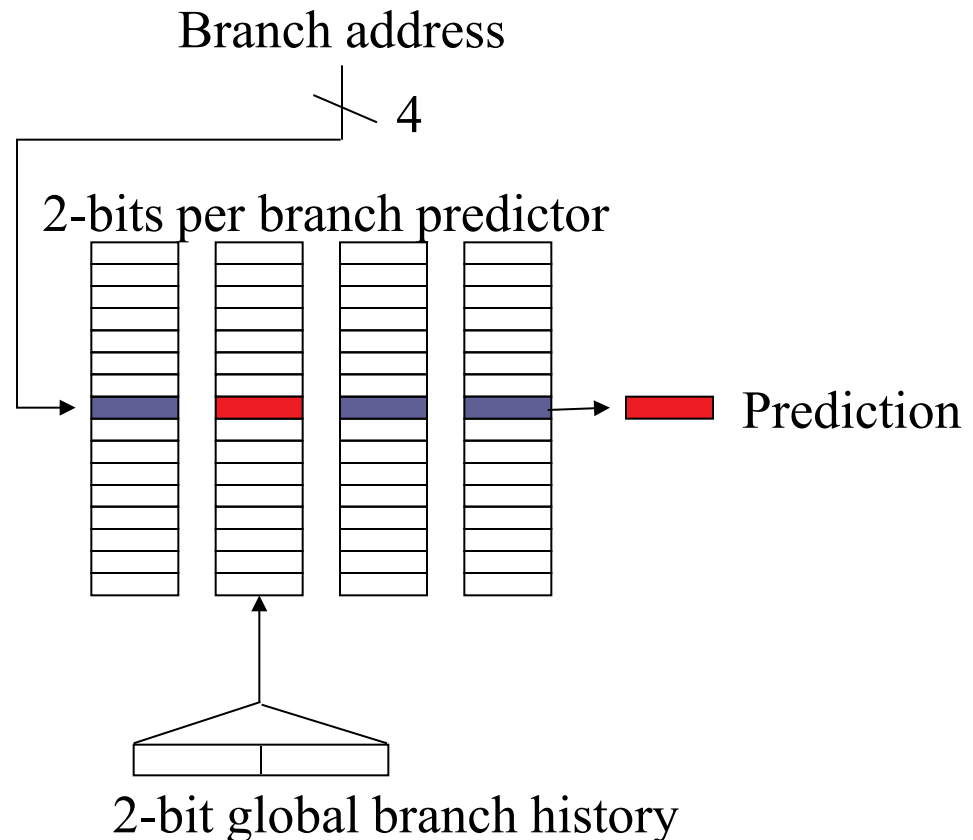 Branch address
4
2-bits per branch predictor
Prediction
2-bit global branch history